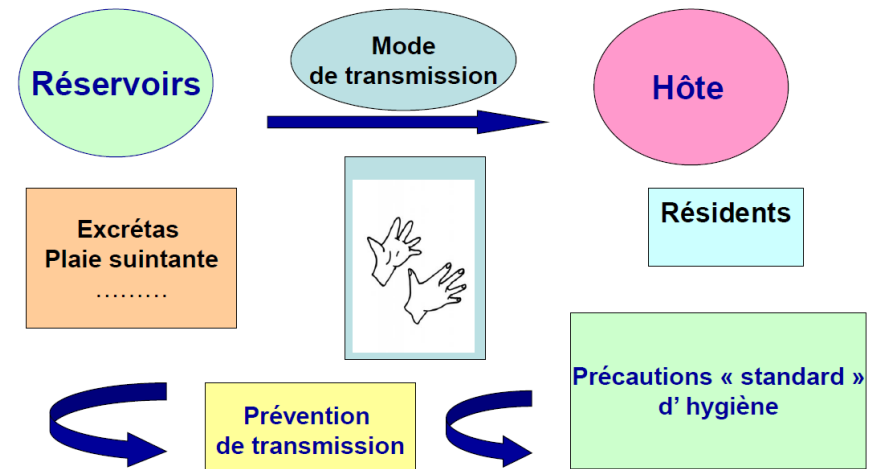 Réservoirs
Mode
de transmission
Hôte
Excrétas
Plaie suintante
………
Résidents
Prévention
de transmission
Précautions « standard »
d’ hygiène